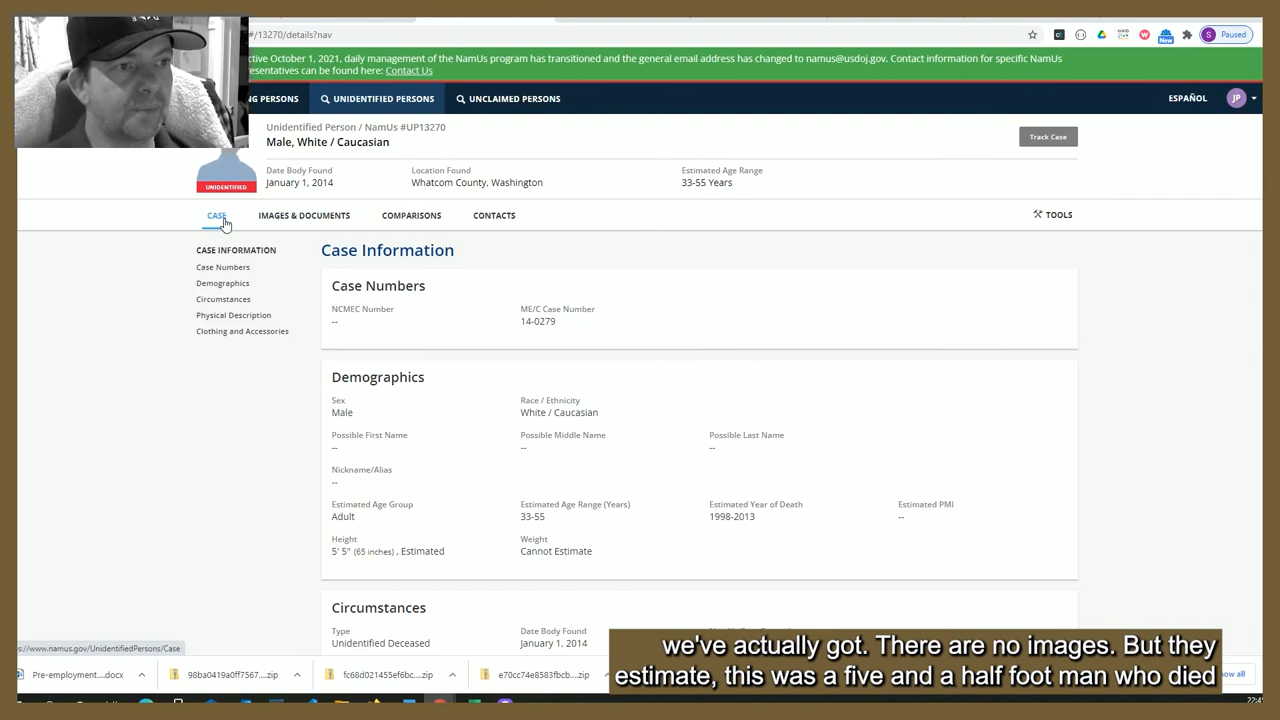 #/13270/details?nav
Paused
New
ctive October 1, 2021, daily management of the NamUs program has transitioned and the general email address has changed to namus@usdoj.gov. Contact information for specific NamUs
presentatives can be found here: Contact Us
NG PERSONS
UNIDENTIFIED PERSONS
UNCLAIMED PERSONS
ESPAÑOL
JP
Unidentified Person / NamUs #UP13270
Male, White / Caucasian
Track Case
Date Body Found
Location Found
Estimated Age Range
January 1, 2014
Whatcom County, Washington
33-55 Years
UNIDENTIFIED
CASE
IMAGES & DOCUMENTS
COMPARISONS
CONTACTS
TOOLS
CASE INFORMATION
Case Numbers
Demographics
Circumstances
Physical Description
Clothing and Accessories
Case Information
Case Numbers
NCMEC Number
ME/C Case Number
--
14-0279
Demographics
Sex
Race / Ethnicity
Male
White / Caucasian
Possible First Name
Possible Middle Name
Possible Last Name
--
--
--
Nickname/Alias
--
Estimated Age Group
Estimated Age Range (Years)
Estimated Year of Death
Estimated PMI
Adult
33-55
1998-2013
--
Height
Weight
5' 5" (65 inches) , Estimated
Cannot Estimate
Circumstances
Type
Date Body Found
Unidentified Deceased
January 1, 2014
we've actually got. There are no images. But they
estimate, this was a five and a half foot man who died
s://www.namus.gov/UnidentifiedPersons/Case
Pre-employment....docx
98ba0419a0ff7567....zip
fc68d021455ef6bc....zip
e70cc74e8583fbcb....zip
ow all